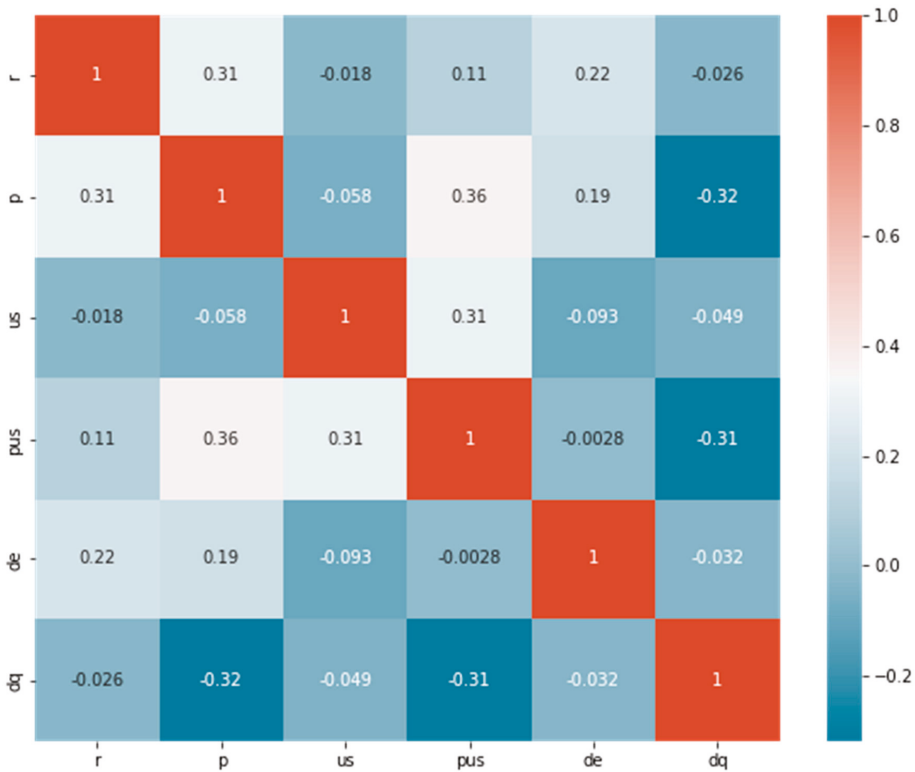 r 1 0.31 -0.018 0.11 0.22 -0.026
p 0.31 1 -0.058 0.36 0.19 -0.32
us -0.018 -0.058 1 0.31 -0.093 -0.049
pus 0.11 0.36 0.31 1 -0.0028 -0.31
de 0.22 0.19 -0.093 -0.0028 1 -0.032
dq -0.026 -0.32 -0.049 -0.31 -0.032 1
r p us pus de dq
1.0
0.8
0.6
0.4
0.2
0.0
−0.2